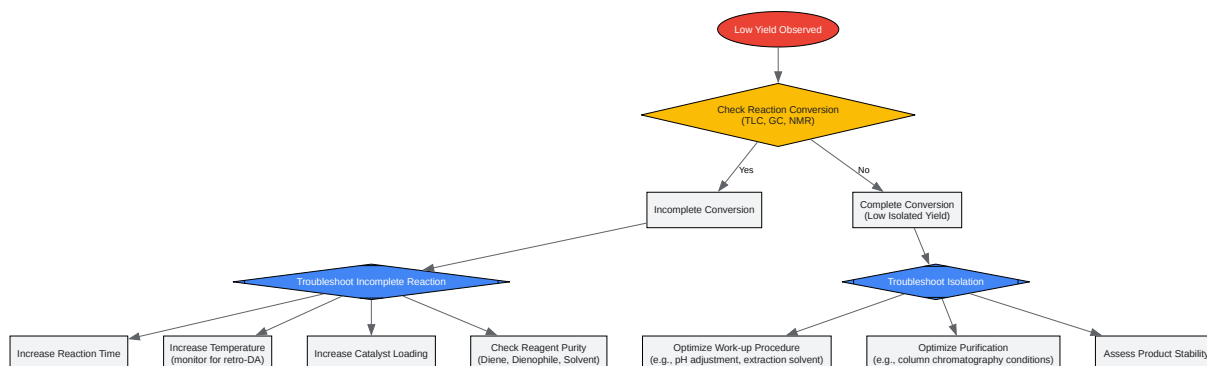 Low Yield Observed
Check Reaction Conversion
(TLC, GC, NMR)
Yes
No
Incomplete Conversion
Complete Conversion
(Low Isolated Yield)
Troubleshoot Incomplete Reaction
Troubleshoot Isolation
Increase Reaction Time
Increase Temperature
(monitor for retro-DA)
Increase Catalyst Loading
Check Reagent Purity
(Diene, Dienophile, Solvent)
Optimize Work-up Procedure
(e.g., pH adjustment, extraction solvent)
Optimize Purification
(e.g., column chromatography conditions)
Assess Product Stability